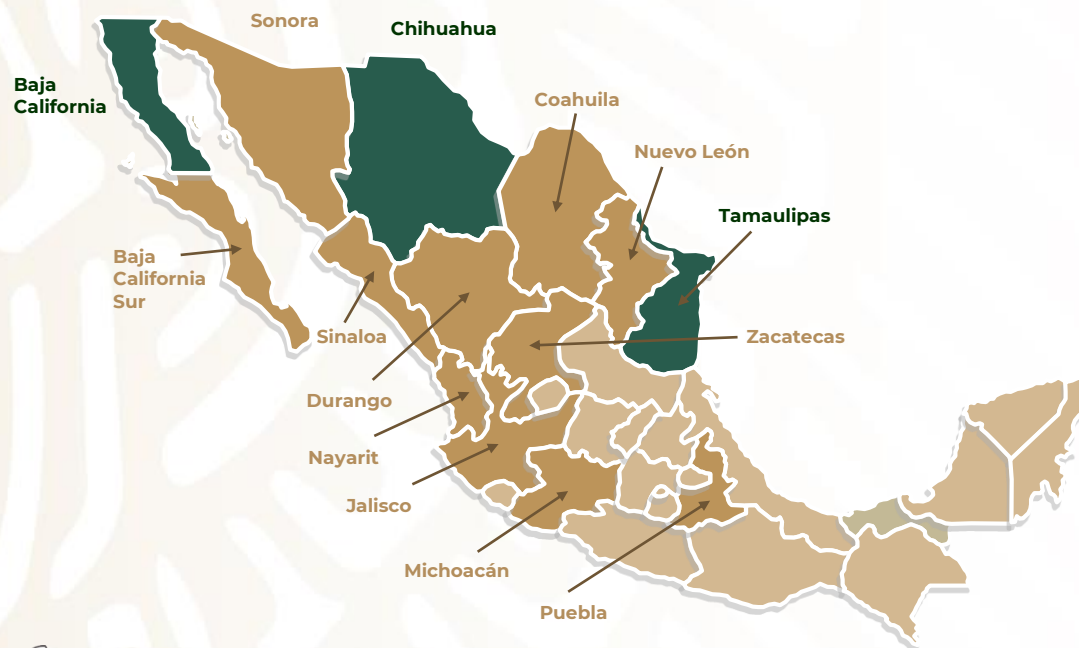 Sonora
Chihuahua
Baja
California
Coahuila
Nuevo León
Tamaulipas
Baja
California
Sur
Sinaloa
Zacatecas
Durango
Nayarit
Jalisco
Michoacán
Puebla